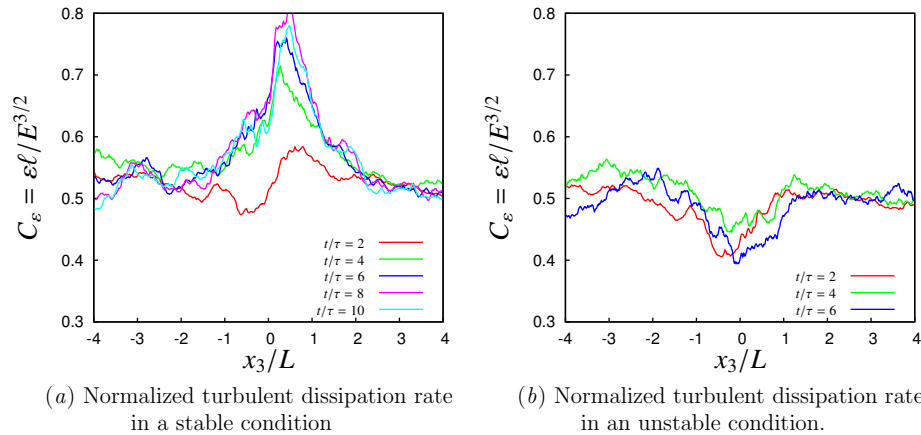 0.8
0.7
0.6
0.5
0.4
0.3
-4 -3 -2 -1 0 1 2 3 4
C_ε = εℓ/E^{3/2}
x_3/L
t/τ = 2
t/τ = 4
t/τ = 6
t/τ = 8
t/τ = 10
(a) Normalized turbulent dissipation rate
in a stable condition
0.8
0.7
0.6
0.5
0.4
0.3
-4 -3 -2 -1 0 1 2 3 4
C_ε = εℓ/E^{3/2}
x_3/L
t/τ = 2
t/τ = 4
t/τ = 6
(b) Normalized turbulent dissipation rate
in an unstable condition.